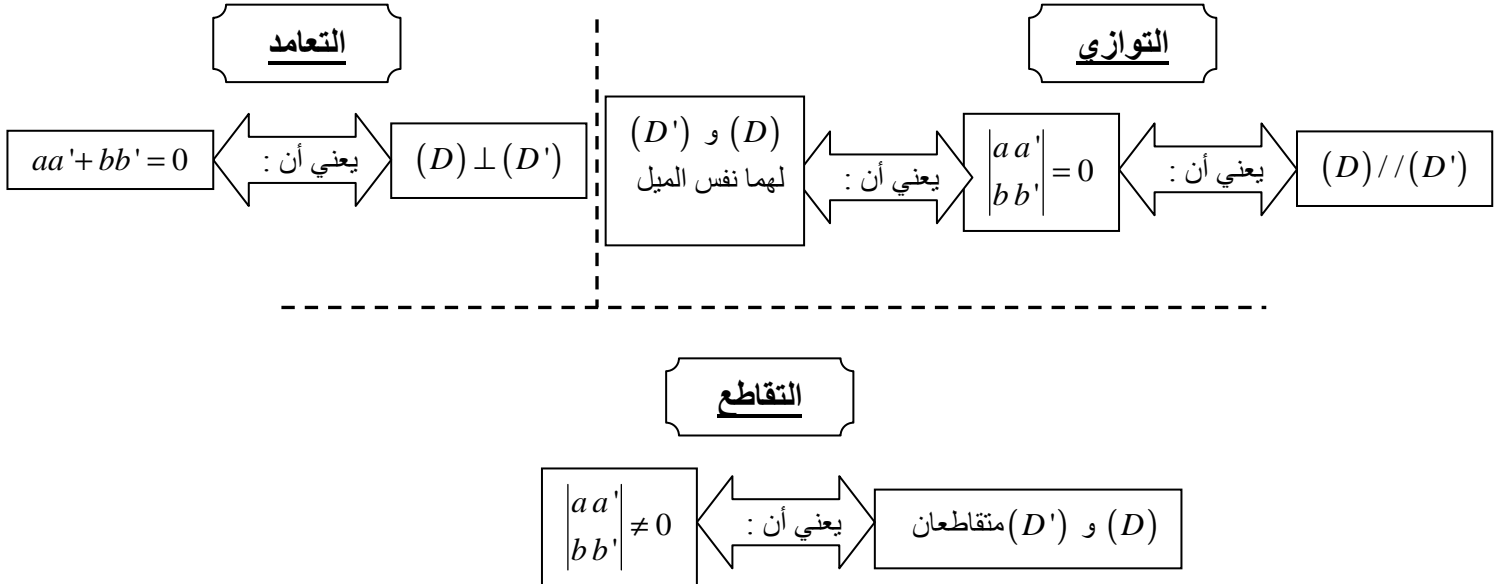 التوازي
(D)//(D')
يعني أن :
|a a'|
|b b'| = 0
يعني أن :
(D) و (D')
لهما نفس الميل
التعامد
(D) ⊥ (D')
يعني أن :
aa'+bb' = 0
التقاطع
(D) و (D') متقاطعان
يعني أن :
|a a'|
|b b'| ≠ 0